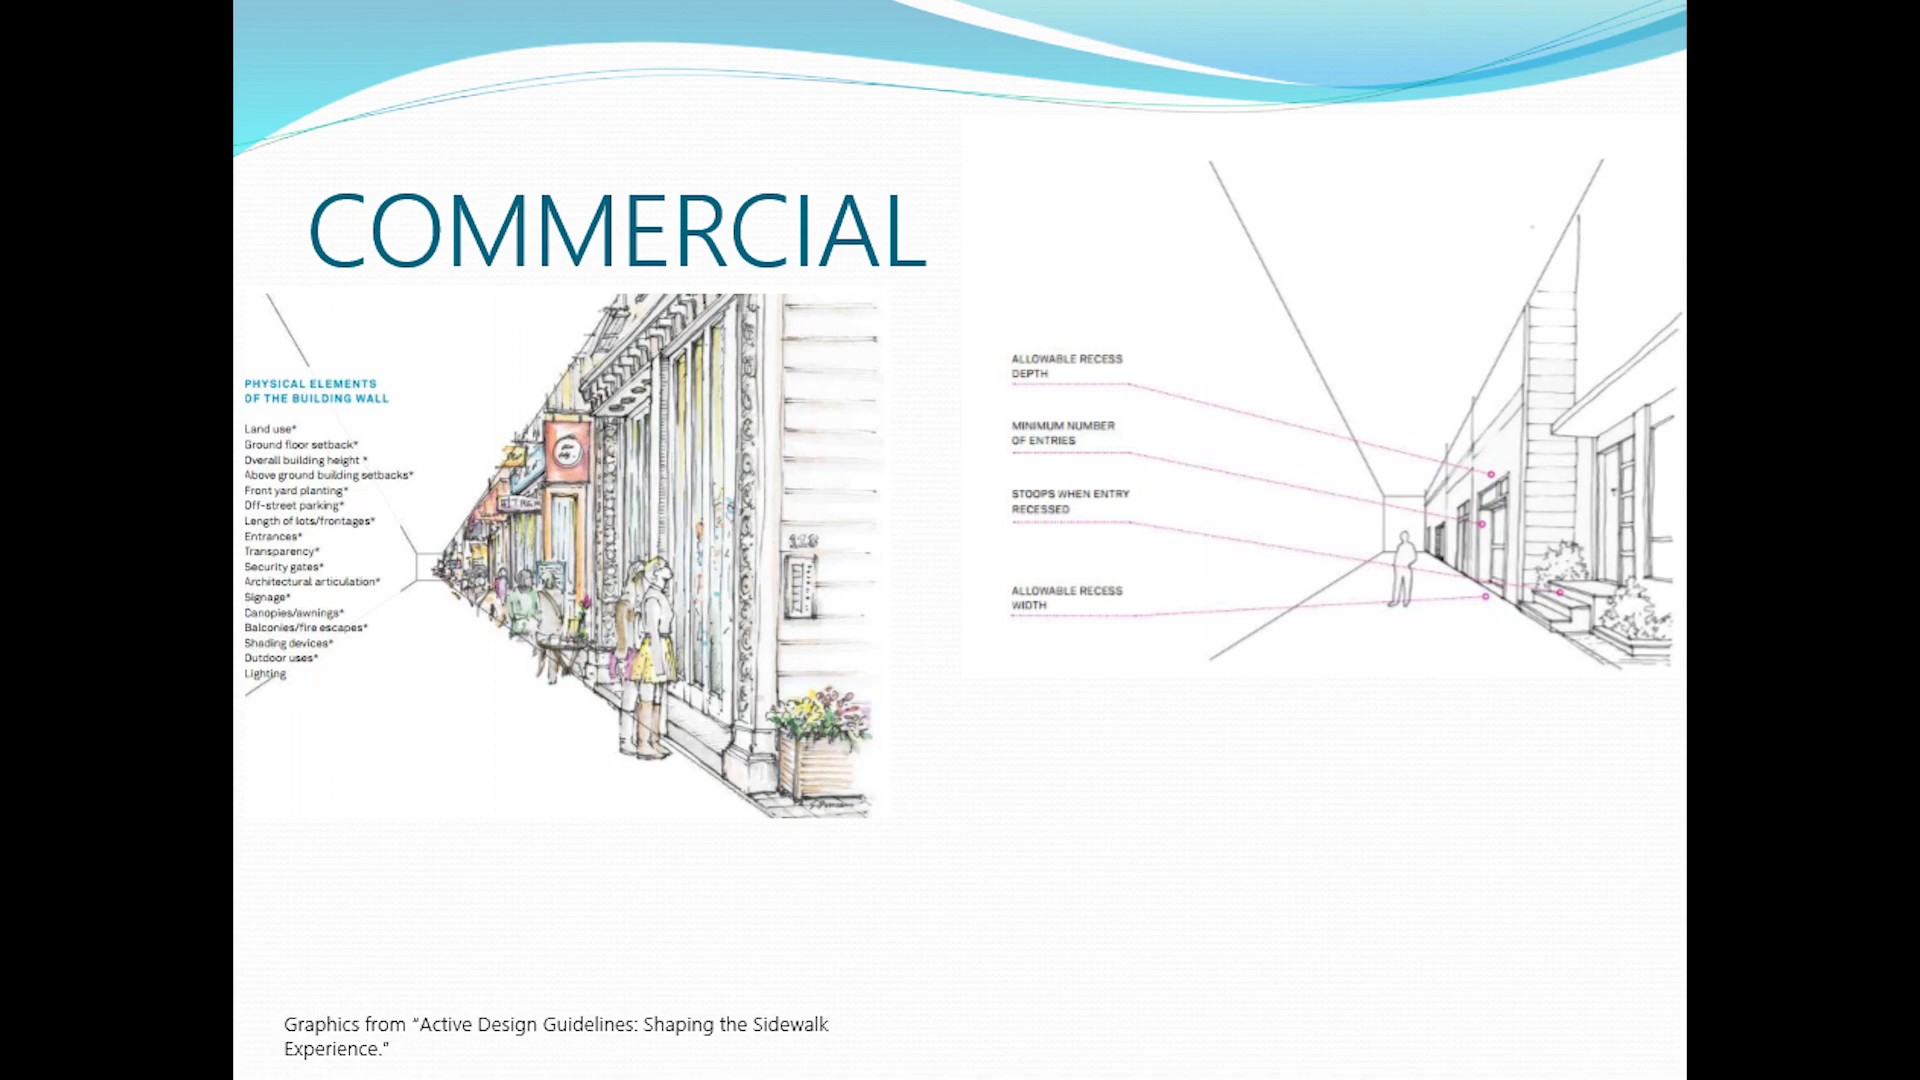 COMMERCIAL
PHYSICAL ELEMENTS
OF THE BUILDING WALL
Land use*
Ground floor setback*
Overall building height *
Above ground building setbacks*
Front yard planting*
Off-street parking*
Length of lots/frontages*
Entrances*
Transparency*
Security gates*
Architectural articulation*
Signage*
Canopies/awnings*
Balconies/fire escapes*
Shading devices*
Outdoor uses*
Lighting
128
ALLOWABLE RECESS
DEPTH
MINIMUM NUMBER
OF ENTRIES
STOOPS WHEN ENTRY
RECESSED
ALLOWABLE RECESS
WIDTH
Graphics from “Active Design Guidelines: Shaping the Sidewalk
Experience.”